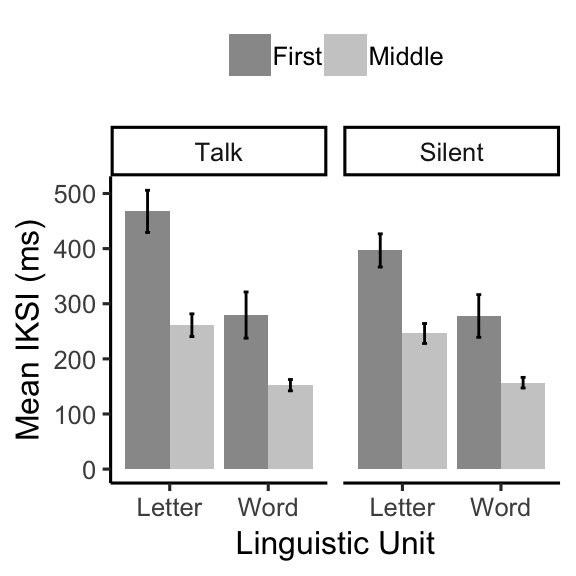 First Middle
Talk Silent
500
400
300
200
100
0
Mean IKSI (ms)
Letter Word Letter Word
Linguistic Unit